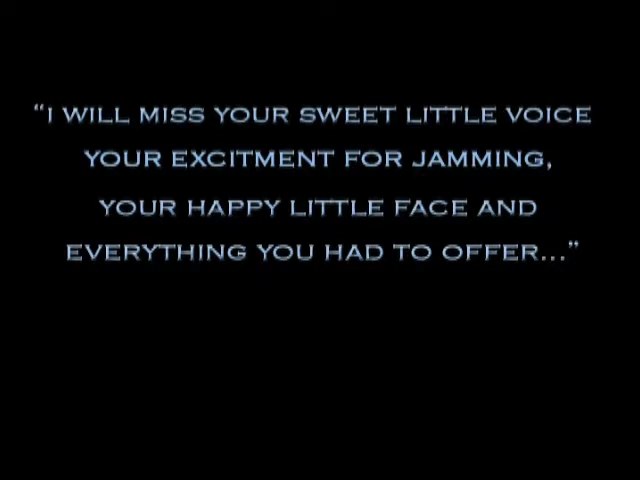 “I WILL MISS YOUR SWEET LITTLE VOICE
YOUR EXCITMENT FOR JAMMING,
YOUR HAPPY LITTLE FACE AND
EVERYTHING YOU HAD TO OFFER...”